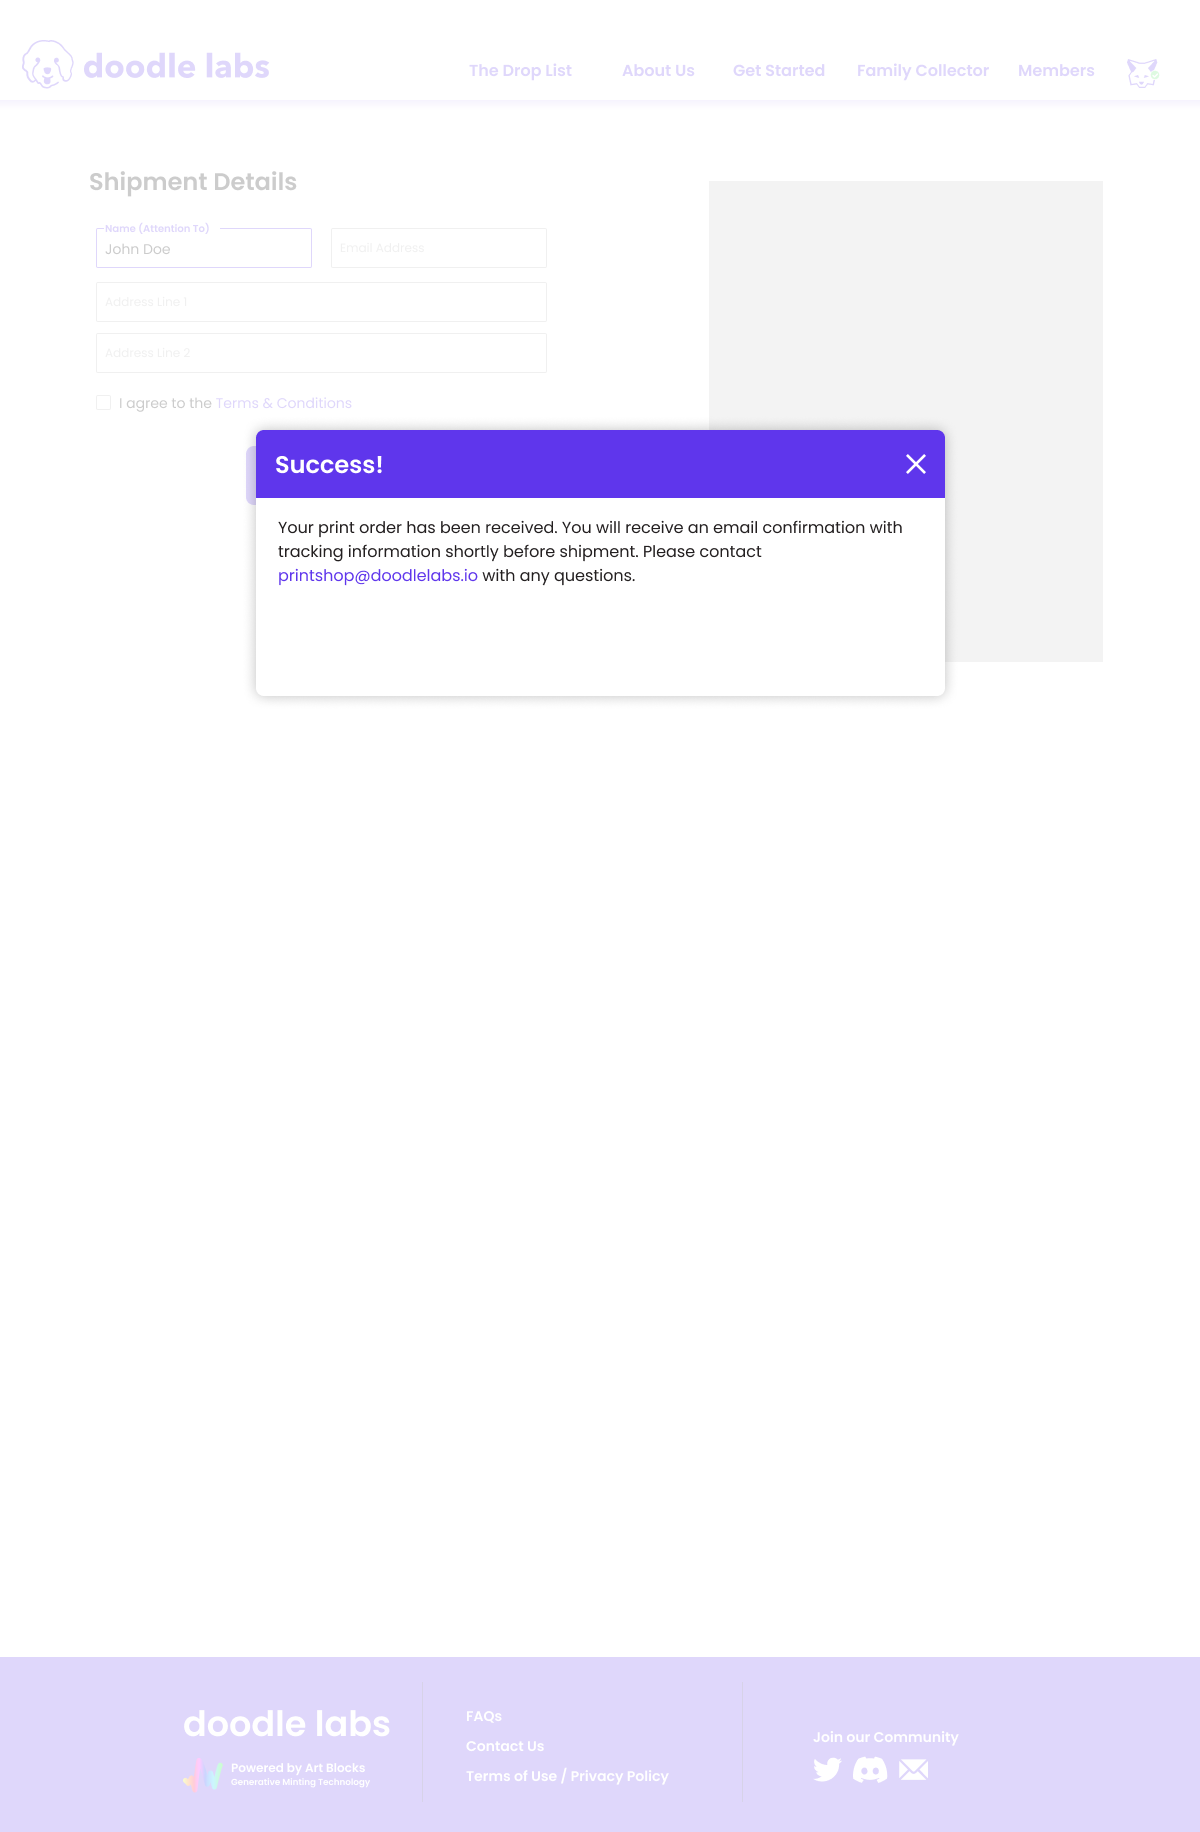 doodle labs
The Drop List
About Us
Get Started
Family Collector
Members
Shipment Details
Name (Attention To)
John Doe
Email Address
Address Line 1
Address Line 2
I agree to the Terms & Conditions
Success!
Your print order has been received. You will receive an email confirmation with
tracking information shortly before shipment. Please contact
printshop@doodlelabs.io with any questions.
doodle labs
Powered by Art Blocks
Generative Minting Technology
FAQs
Contact Us
Terms of Use / Privacy Policy
Join our Community